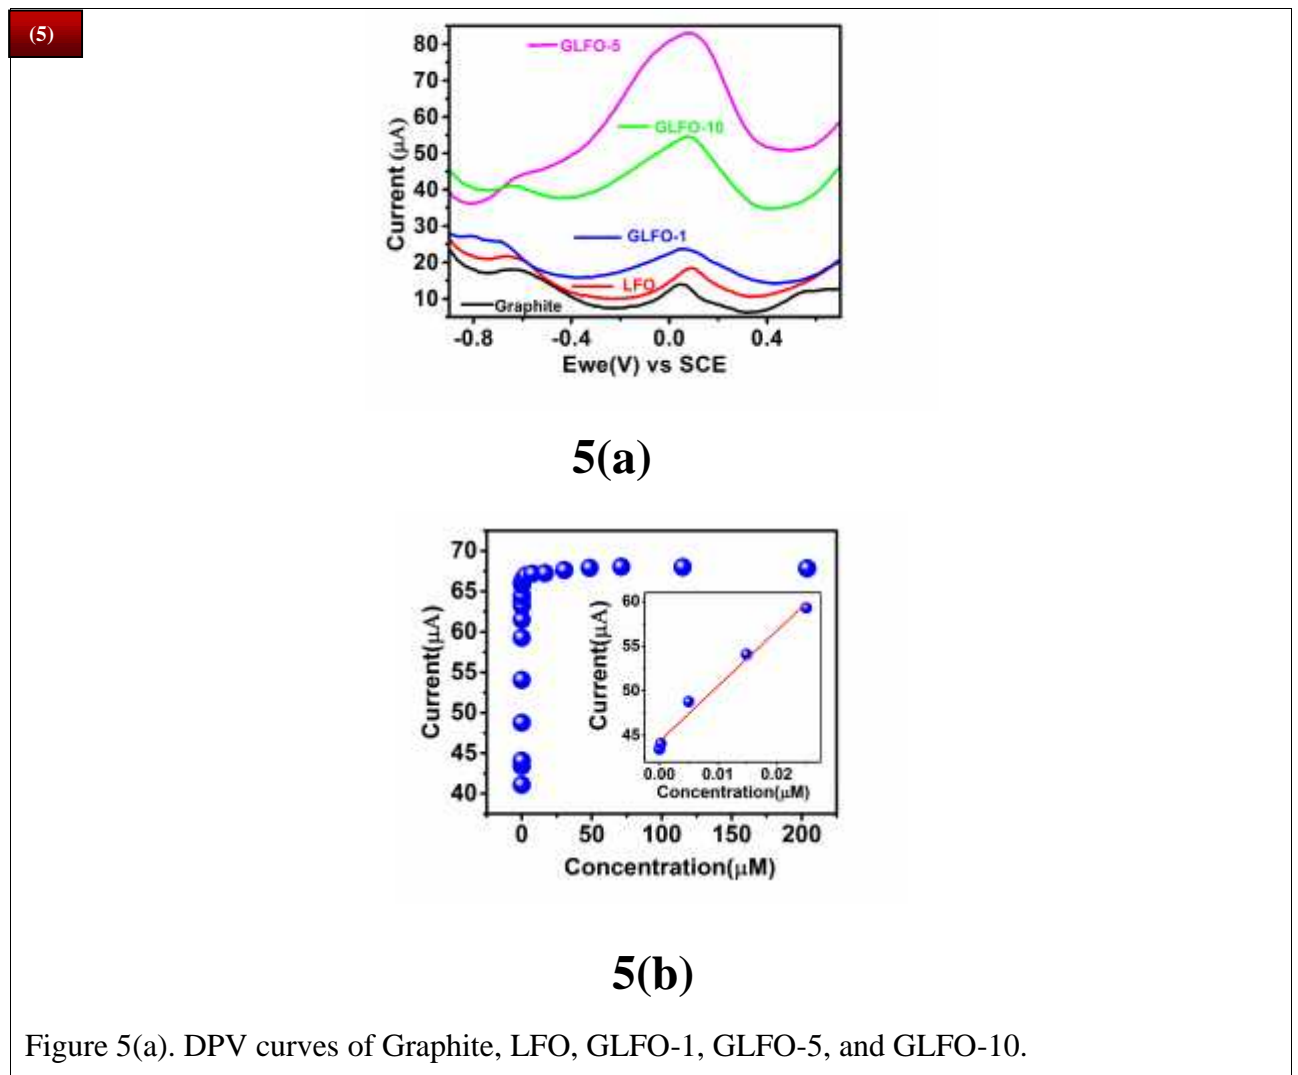 (5)
80
70
60
50
40
30
20
10
Current (μA)
GLFO-5
GLFO-10
GLFO-1
LFO
Graphite
-0.8 -0.4 0.0 0.4
Ewe(V) vs SCE
5(a)
70
65
60
55
50
45
40
Current(μA)
60
55
50
45
Current(μA)
0.00 0.01 0.02
Concentration(μM)
0 50 100 150 200
Concentration(μM)
5(b)
Figure 5(a). DPV curves of Graphite, LFO, GLFO-1, GLFO-5, and GLFO-10.